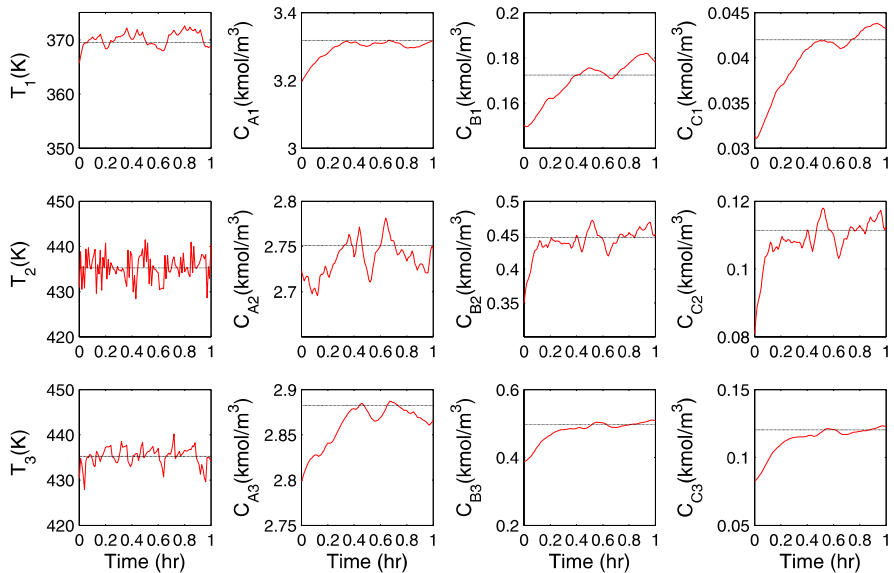 T1(K)
370
360
350
0 0.2 0.4 0.6 0.8 1
CA1(kmol/m3)
3.4
3.2
3
0 0.2 0.4 0.6 0.8 1
CB1(kmol/m3)
0.2
0.18
0.16
0 0.2 0.4 0.6 0.8 1
CC1(kmol/m3)
0.045
0.04
0.035
0.03
0 0.2 0.4 0.6 0.8 1
T2(K)
450
440
430
420
0 0.2 0.4 0.6 0.8 1
CA2(kmol/m3)
2.8
2.75
2.7
0 0.2 0.4 0.6 0.8 1
CB2(kmol/m3)
0.5
0.45
0.4
0.35
0 0.2 0.4 0.6 0.8 1
CC2(kmol/m3)
0.12
0.1
0.08
0 0.2 0.4 0.6 0.8 1
T3(K)
450
440
430
420
0 0.2 0.4 0.6 0.8 1
Time (hr)
CA3(kmol/m3)
2.9
2.85
2.8
2.75
0 0.2 0.4 0.6 0.8 1
Time (hr)
CB3(kmol/m3)
0.6
0.4
0.2
0 0.2 0.4 0.6 0.8 1
Time (hr)
CC3(kmol/m3)
0.15
0.1
0.05
0 0.2 0.4 0.6 0.8 1
Time (hr)